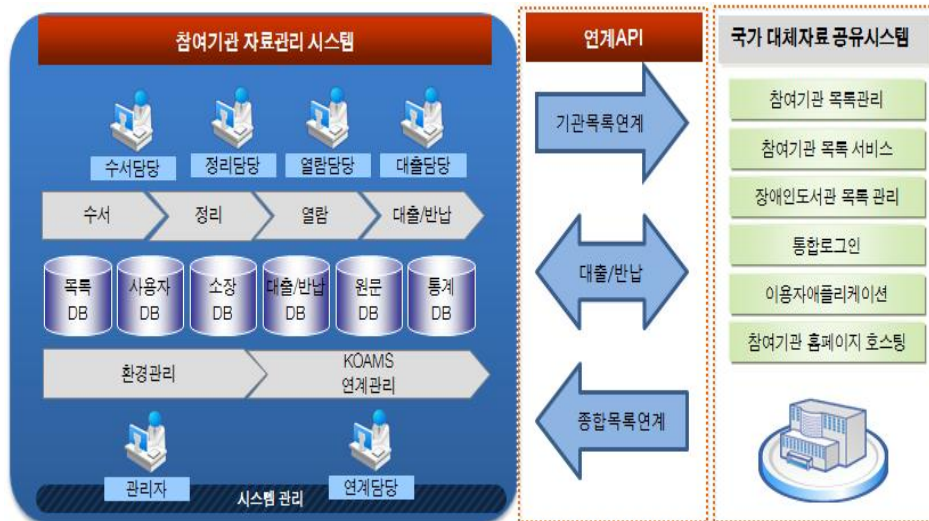 참여기관 자료관리 시스템
수서담당
정리담당
열람담당
대출담당
수서
정리
열람
대출/반납
목록
DB
사용자
DB
소장
DB
대출/반납
DB
원문
DB
통계
DB
환경관리
KOAMS
연계관리
관리자
연계담당
시스템 관리
연계API
기관목록연계
대출/반납
종합목록연계
국가 대체자료 공유시스템
참여기관 목록관리
참여기관 목록 서비스
장애인도서관 목록 관리
통합로그인
이용자애플리케이션
참여기관 홈페이지 호스팅